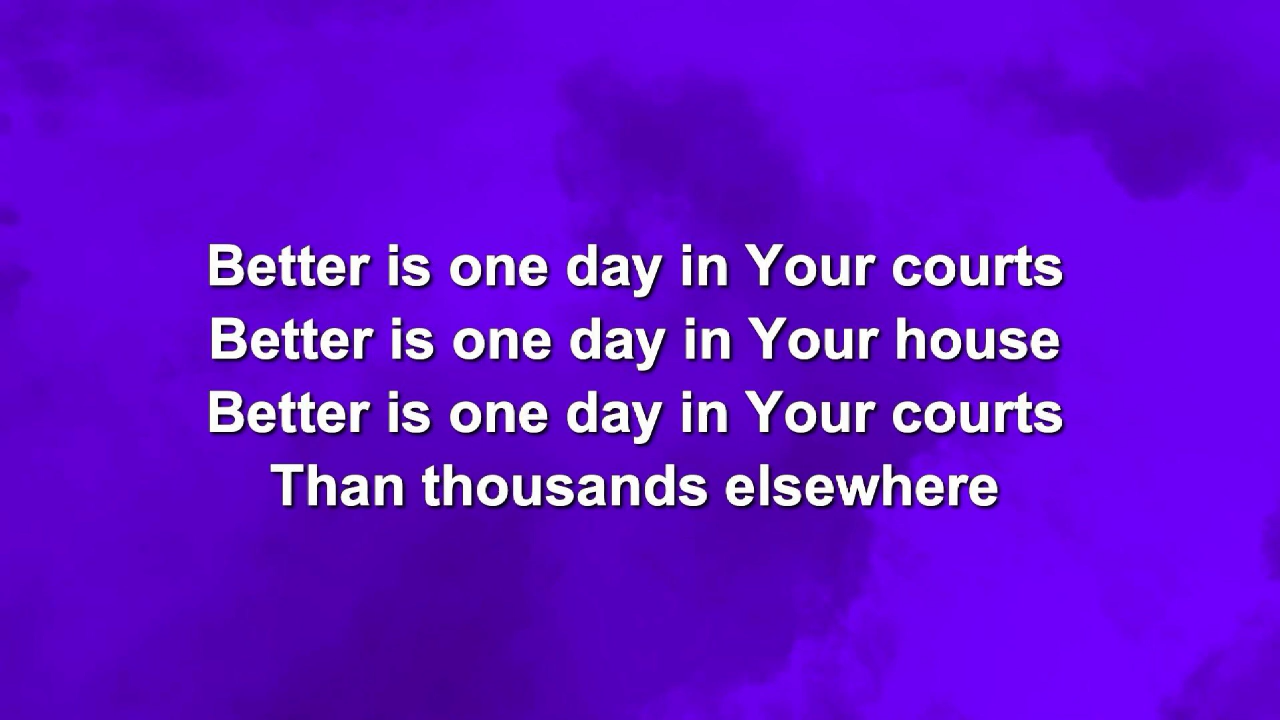 Better is one day in Your courts
Better is one day in Your house
Better is one day in Your courts
Than thousands elsewhere